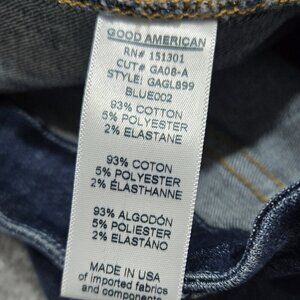 GOOD AMERICAN
RN# 151301
CUT# GA08-A
STYLE: GAGL899
BLUE002
93% COTTON
5% POLYESTER
2% ELASTANE
93% COTON
5% POLYESTER
2% ÉLASTHANNE
93% ALGODÓN
5% POLIESTER
2% ELASTÁNO
MADE IN USA
of imported fabrics
and components